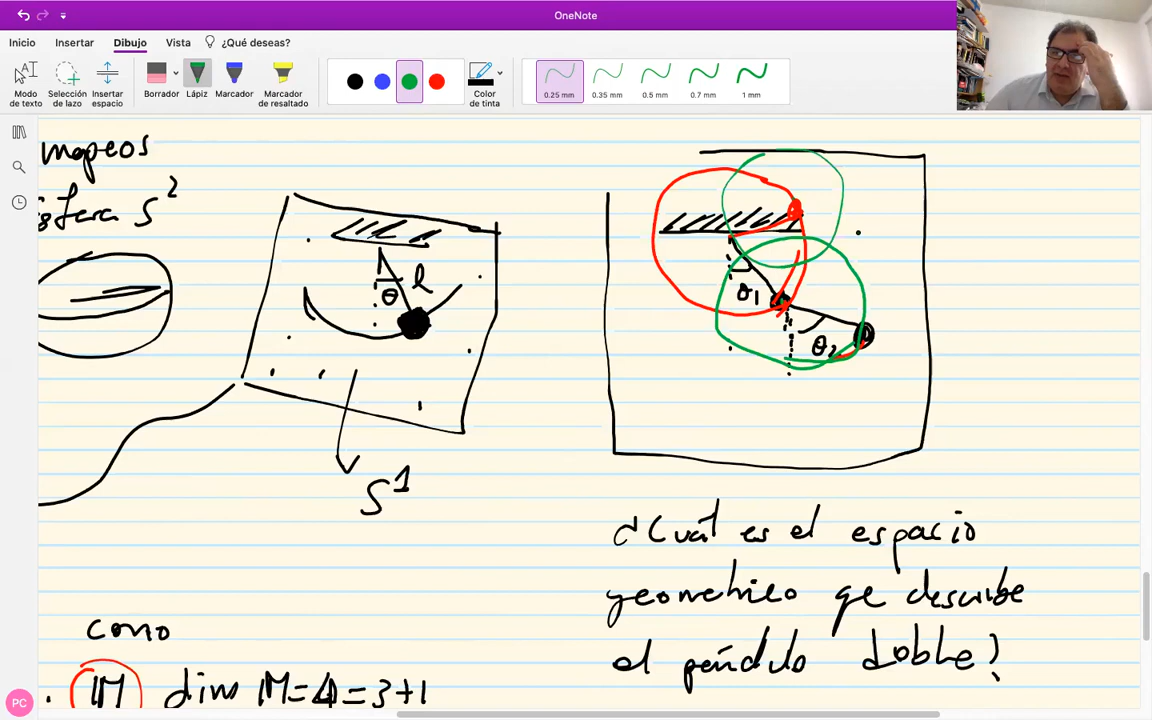 OneNote
Inicio
Insertar
Dibujo
Vista
¿Qué deseas?
Modo de texto
Selección de lazo
Insertar espacio
Borrador
Lápiz
Marcador
Marcador de resaltado
Color de tinta
0.25 mm
0.35 mm
0.5 mm
0.7 mm
1 mm
mapeos
sfera S²
θ
l
S¹
θ₁
θ₂
¿Cuál es el espacio
geometrico qe describe
el péndulo doble?
como
M dim M=4=3+1
PC